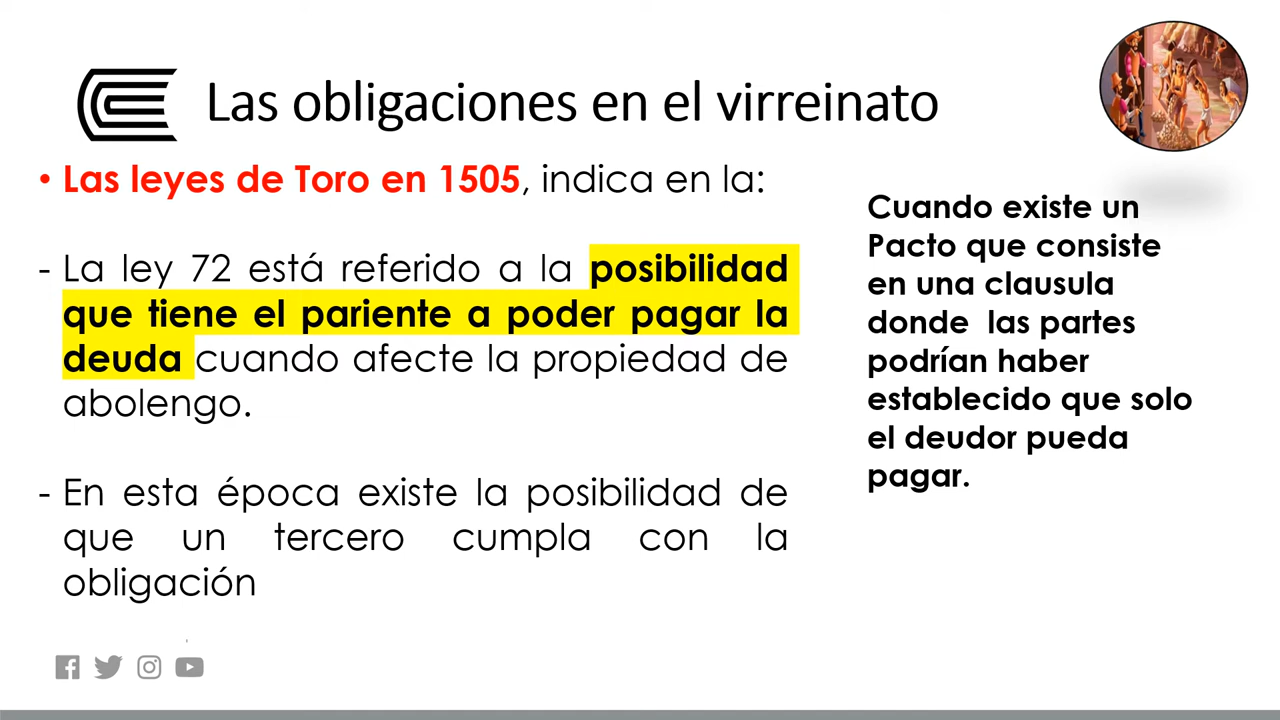 Las obligaciones en el virreinato
• Las leyes de Toro en 1505, indica en la:
- La ley 72 está referido a la posibilidad
que tiene el pariente a poder pagar la
deuda cuando afecte la propiedad de
abolengo.
- En esta época existe la posibilidad de
que un tercero cumpla con la
obligación
Cuando existe un
Pacto que consiste
en una clausula
donde las partes
podrían haber
establecido que solo
el deudor pueda
pagar.